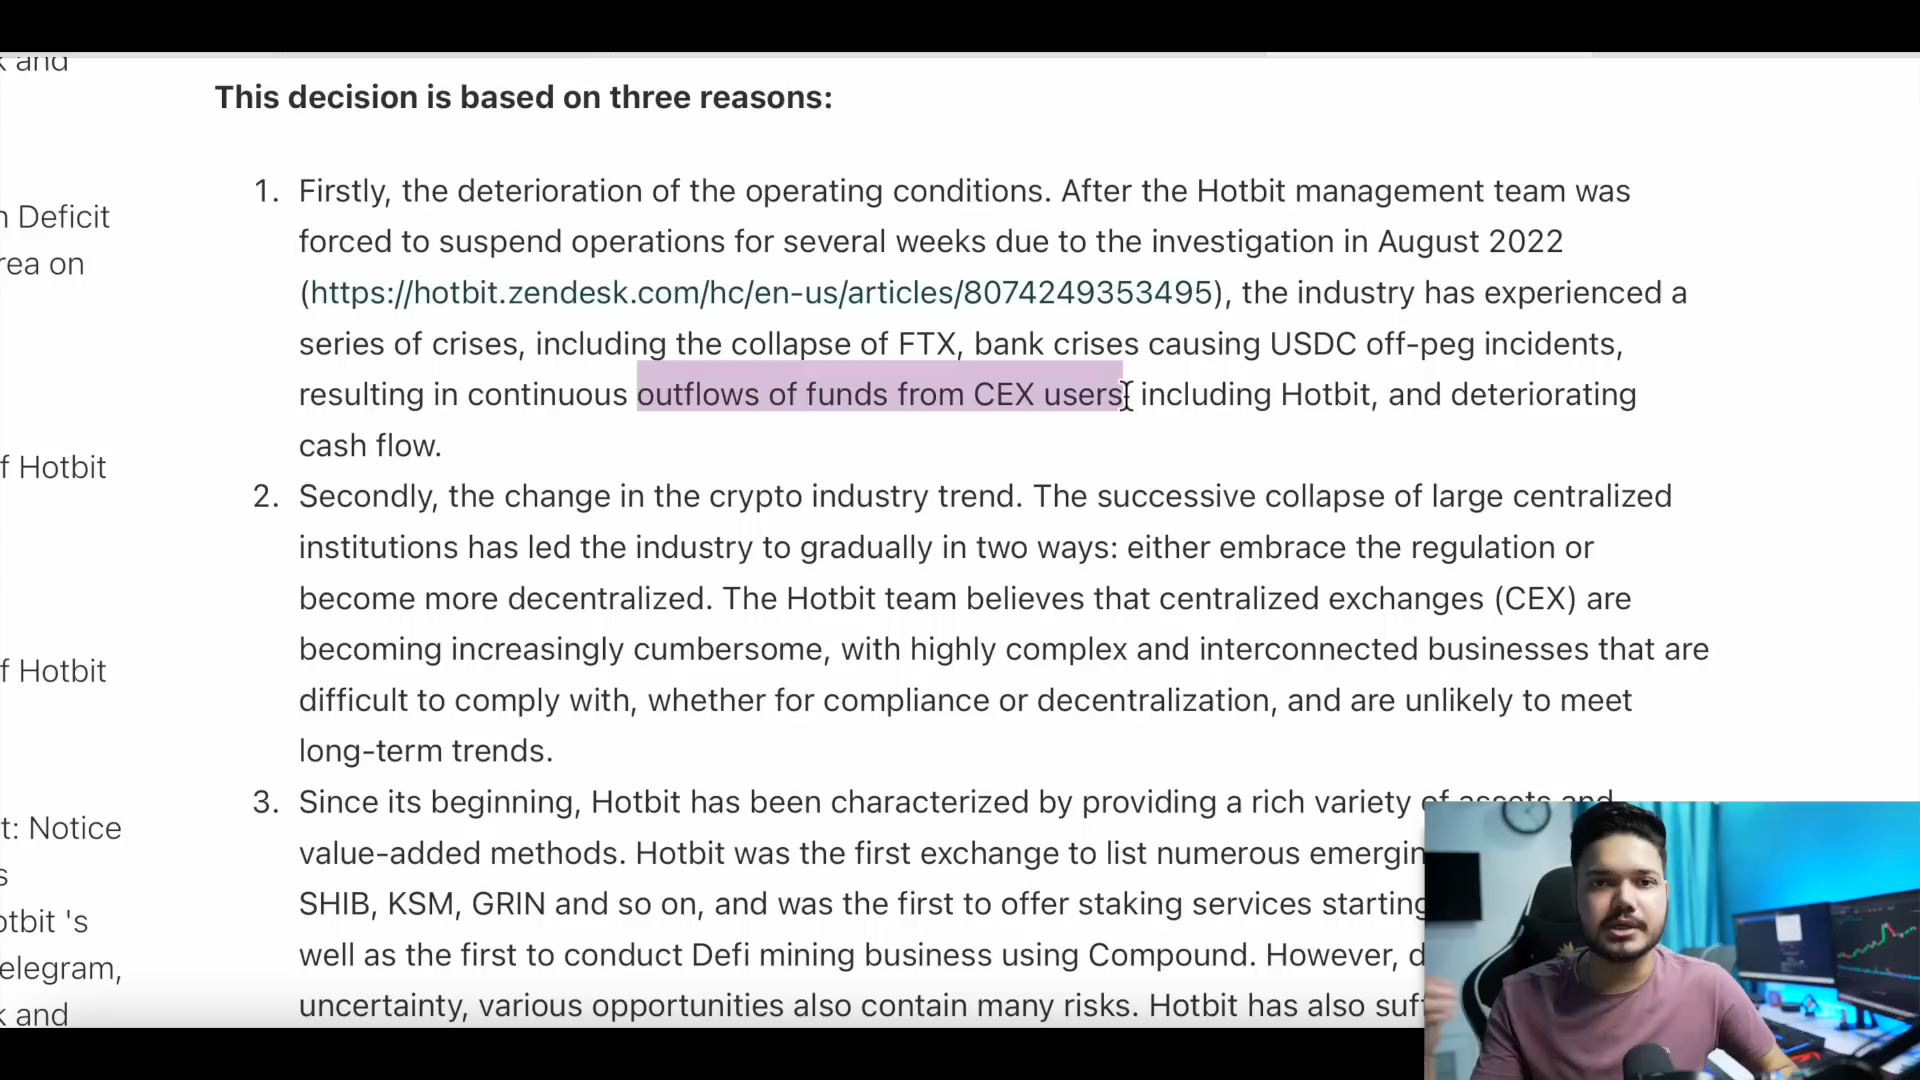 and
This decision is based on three reasons:
1. Firstly, the deterioration of the operating conditions. After the Hotbit management team was
Deficit
forced to suspend operations for several weeks due to the investigation in August 2022
on
(https://hotbit.zendesk.com/hc/en-us/articles/8074249353495), the industry has experienced a
series of crises, including the collapse of FTX, bank crises causing USDC off-peg incidents,
resulting in continuous outflows of funds from CEX users, including Hotbit, and deteriorating
cash flow.
Hotbit
2. Secondly, the change in the crypto industry trend. The successive collapse of large centralized
institutions has led the industry to gradually in two ways: either embrace the regulation or
become more decentralized. The Hotbit team believes that centralized exchanges (CEX) are
becoming increasingly cumbersome, with highly complex and interconnected businesses that are
Hotbit
difficult to comply with, whether for compliance or decentralization, and are unlikely to meet
long-term trends.
3. Since its beginning, Hotbit has been characterized by providing a rich variety of assets and
t: Notice
value-added methods. Hotbit was the first exchange to list numerous
s
SHIB, KSM, GRIN and so on, and was the first to offer staking services starting
otbit 's
well as the first to conduct Defi mining business using Compound. However,
elegram,
uncertainty, various opportunities also contain many risks. Hotbit has also
and